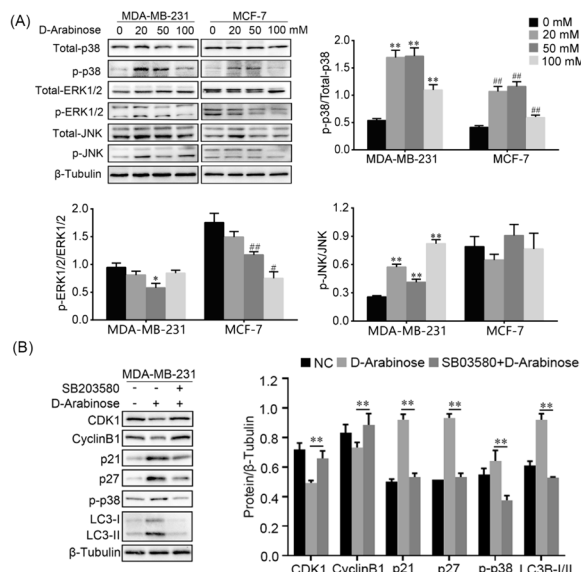 (A)
MDA-MB-231 MCF-7
D-Arabinose 0 20 50 100 0 20 50 100 mM
Total-p38
p-p38
Total-ERK1/2
p-ERK1/2
Total-JNK
p-JNK
β-Tubulin
p-p38/Total-p38
2.0
1.5
1.0
0.5
0.0
** ** ** ## ## ##
MDA-MB-231 MCF-7
0 mM
20 mM
50 mM
100 mM
p-ERK1/2/ERK1/2
2.0
1.5
1.0
0.5
0.0
* ## #
MDA-MB-231 MCF-7
p-JNK/JNK
1.2
0.9
0.6
0.3
0.0
** ** **
MDA-MB-231 MCF-7
(B)
MDA-MB-231
SB203580 - - +
D-Arabinose - + +
CDK1
CyclinB1
p21
p27
p-p38
LC3-I
LC3-II
β-Tubulin
NC D-Arabinose SB03580+D-Arabinose
Protein/β-Tubulin
1.2
1.0
0.8
0.6
0.4
0.2
0.0
** ** ** ** ** **
CDK1 CyclinB1 p21 p27 p-p38 LC3B-I/II